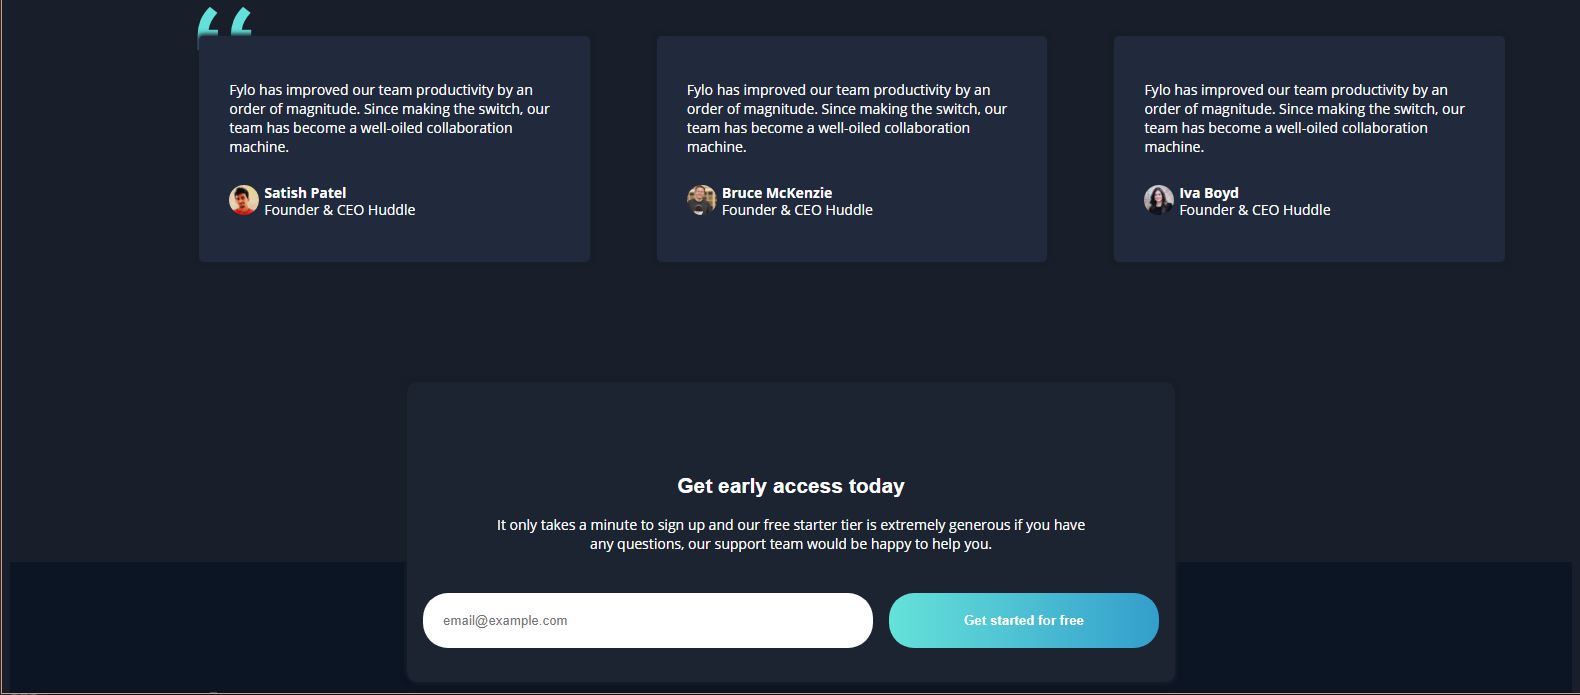 “
Fylo has improved our team productivity by an
order of magnitude. Since making the switch, our
team has become a well-oiled collaboration
machine.
Satish Patel
Founder & CEO Huddle
Fylo has improved our team productivity by an
order of magnitude. Since making the switch, our
team has become a well-oiled collaboration
machine.
Bruce McKenzie
Founder & CEO Huddle
Fylo has improved our team productivity by an
order of magnitude. Since making the switch, our
team has become a well-oiled collaboration
machine.
Iva Boyd
Founder & CEO Huddle
Get early access today
It only takes a minute to sign up and our free starter tier is extremely generous if you have
any questions, our support team would be happy to help you.
email@example.com
Get started for free